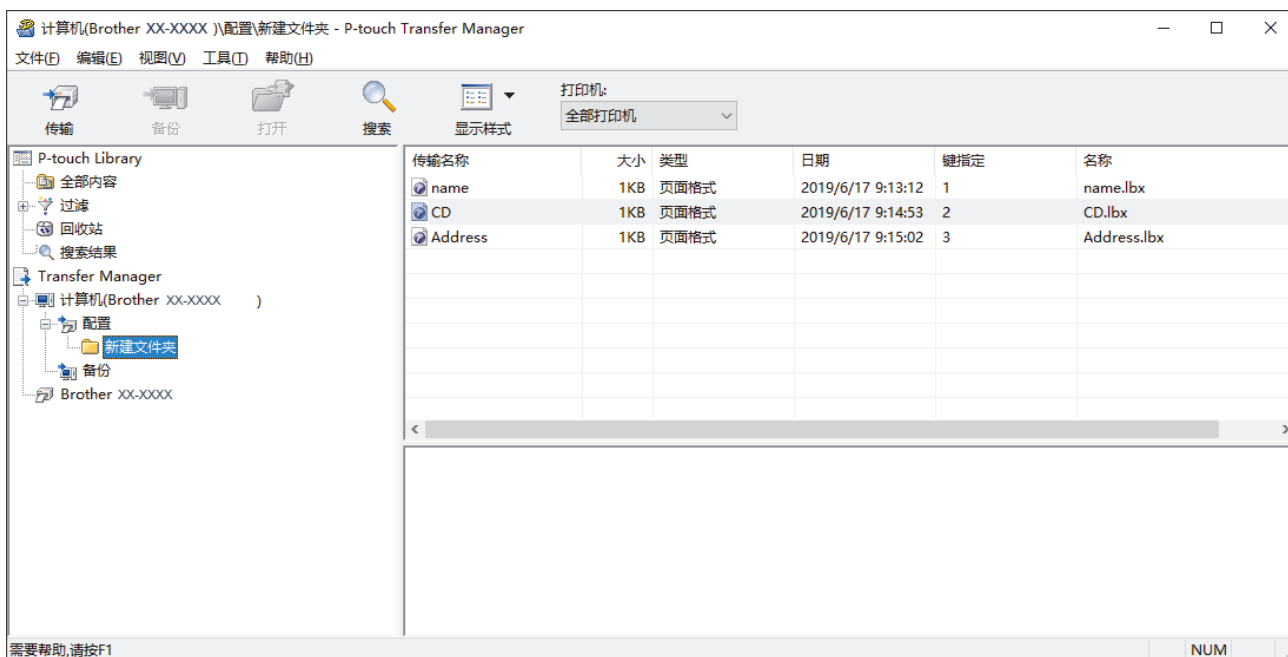 计算机(Brother XX-XXXX )\配置\新建文件夹 - P-touch Transfer Manager
文件(F) 编辑(E) 视图(V) 工具(T) 帮助(H)
传输 备份 打开 搜索 显示样式
打印机:
全部打印机
P-touch Library
全部内容
过滤
回收站
搜索结果
Transfer Manager
计算机(Brother XX-XXXX )
配置
新建文件夹
备份
Brother XX-XXXX
传输名称 大小 类型 日期 键指定 名称
name 1KB 页面格式 2019/6/17 9:13:12 1 name.lbx
CD 1KB 页面格式 2019/6/17 9:14:53 2 CD.lbx
Address 1KB 页面格式 2019/6/17 9:15:02 3 Address.lbx
需要帮助,请按F1 NUM